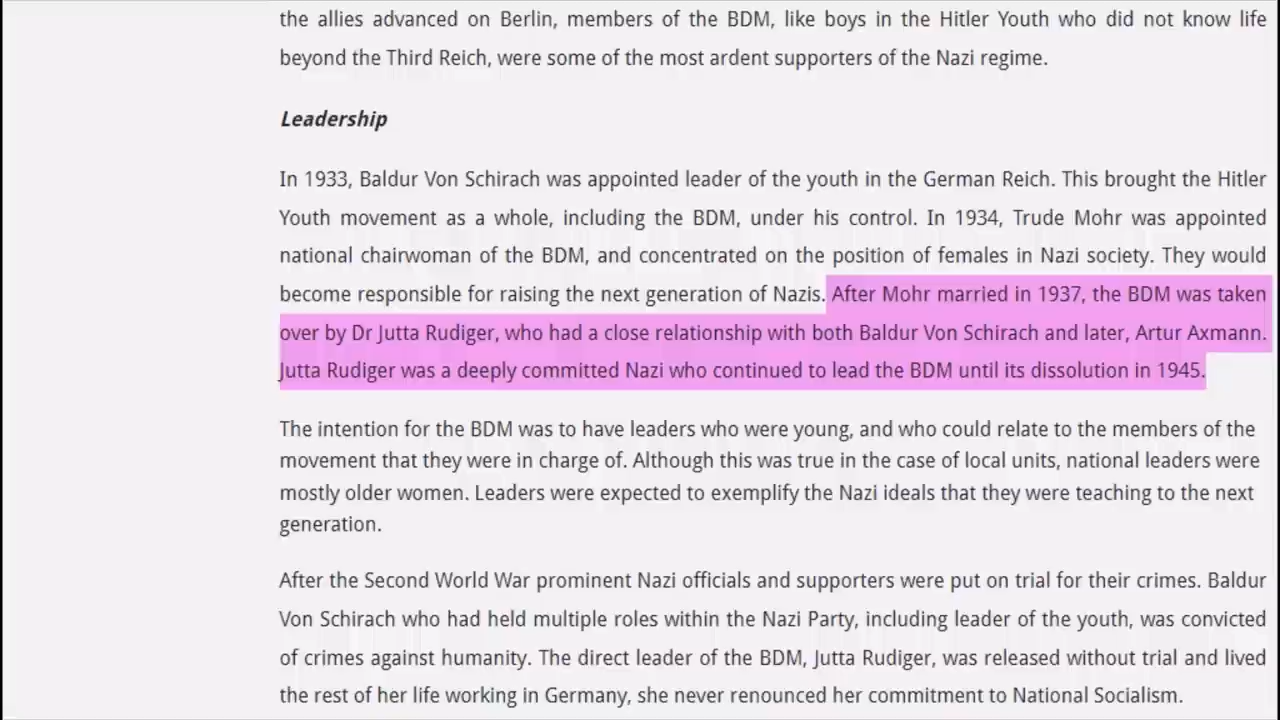 the allies advanced on Berlin, members of the BDM, like boys in the Hitler Youth who did not know life
beyond the Third Reich, were some of the most ardent supporters of the Nazi regime.
Leadership
In 1933, Baldur Von Schirach was appointed leader of the youth in the German Reich. This brought the Hitler
Youth movement as a whole, including the BDM, under his control. In 1934, Trude Mohr was appointed
national chairwoman of the BDM, and concentrated on the position of females in Nazi society. They would
become responsible for raising the next generation of Nazis. After Mohr married in 1937, the BDM was taken
over by Dr Jutta Rudiger, who had a close relationship with both Baldur Von Schirach and later, Artur Axmann.
Jutta Rudiger was a deeply committed Nazi who continued to lead the BDM until its dissolution in 1945.
The intention for the BDM was to have leaders who were young, and who could relate to the members of the
movement that they were in charge of. Although this was true in the case of local units, national leaders were
mostly older women. Leaders were expected to exemplify the Nazi ideals that they were teaching to the next
generation.
After the Second World War prominent Nazi officials and supporters were put on trial for their crimes. Baldur
Von Schirach who had held multiple roles within the Nazi Party, including leader of the youth, was convicted
of crimes against humanity. The direct leader of the BDM, Jutta Rudiger, was released without trial and lived
the rest of her life working in Germany, she never renounced her commitment to National Socialism.